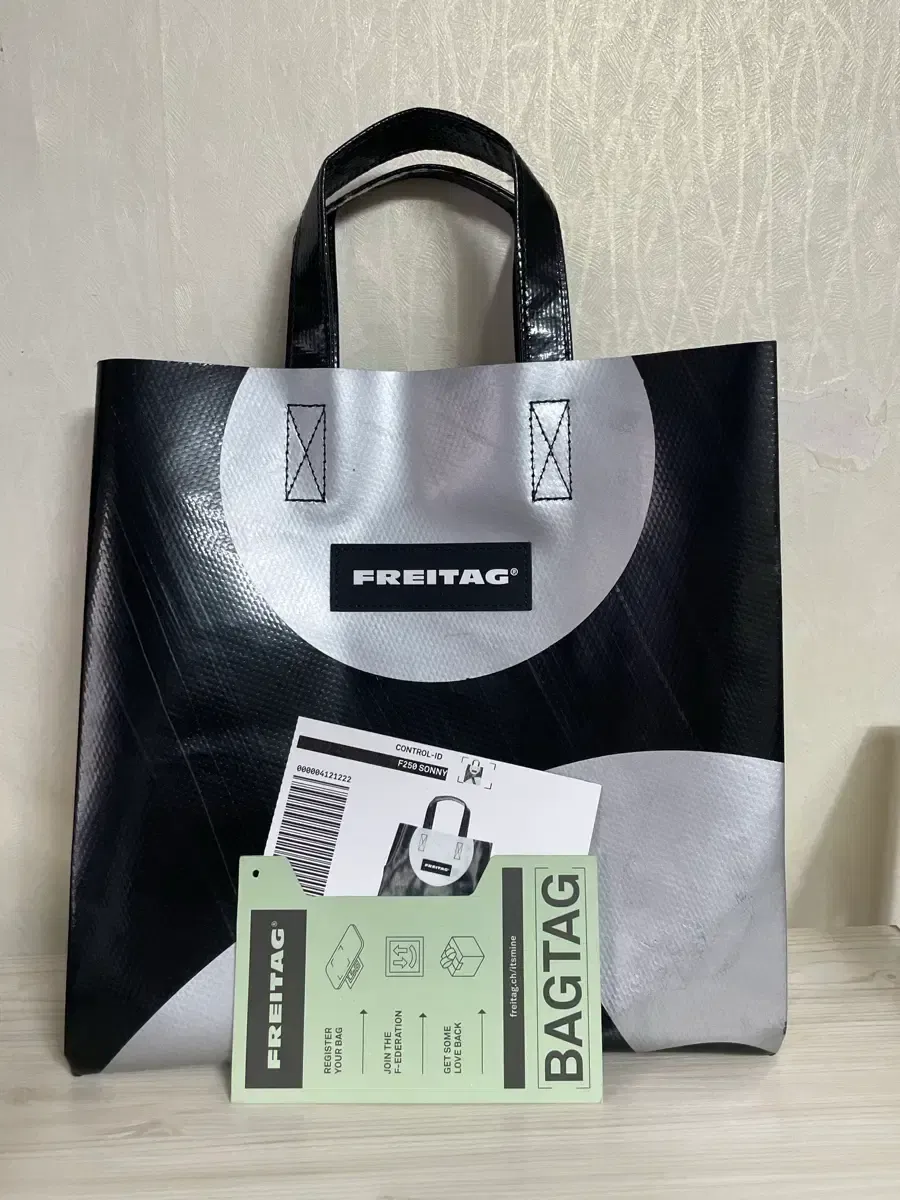 FREITAG®
CONTROL-ID
F250 SONNY
000004121222
FREITAG
FREITAG®
REGISTER
YOUR BAG
JOIN THE
F-EDERATION
GET SOME
LOVE BACK
freitag.ch/itsmine
[BAGTAG]